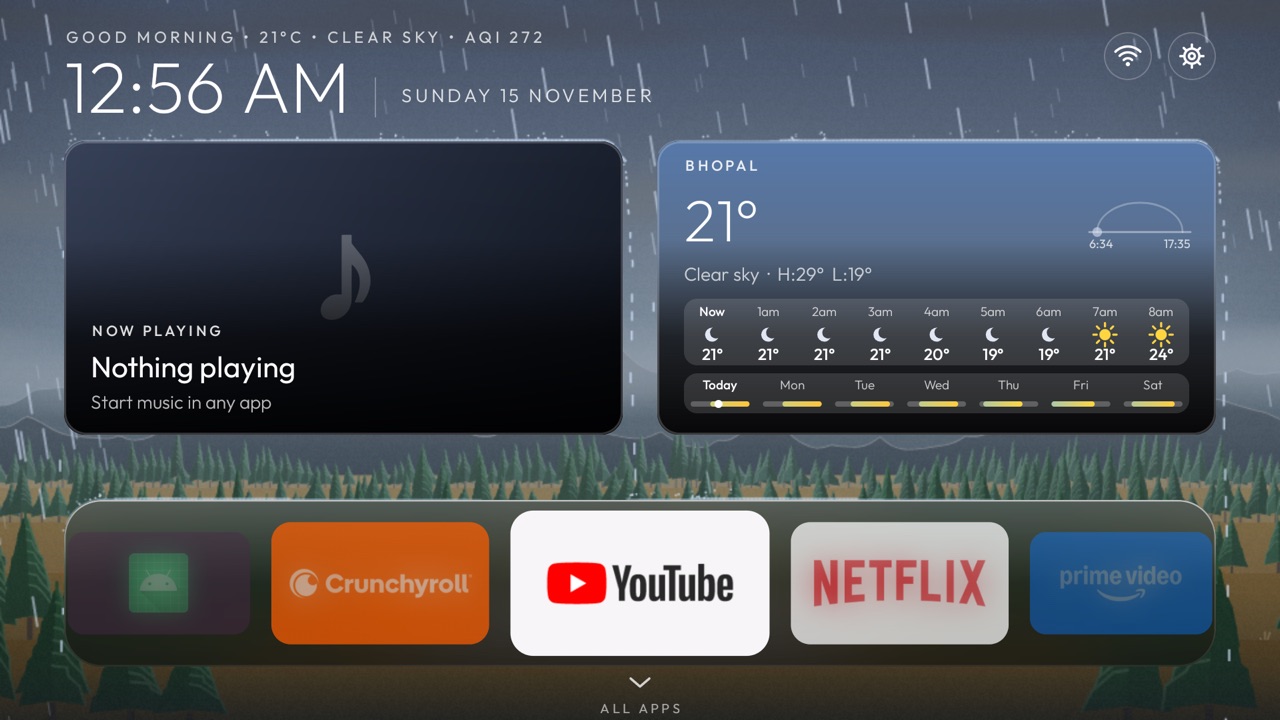 GOOD MORNING • 21°C • CLEAR SKY • AQI 272
12:56 AM
SUNDAY 15 NOVEMBER
NOW PLAYING
Nothing playing
Start music in any app
BHOPAL
21°
6:34 17:35
Clear sky · H:29° L:19°
Now 1am 2am 3am 4am 5am 6am 7am 8am
21° 21° 21° 21° 20° 19° 19° 21° 24°
Today Mon Tue Wed Thu Fri Sat
Crunchyroll
YouTube
NETFLIX
prime video
ALL APPS